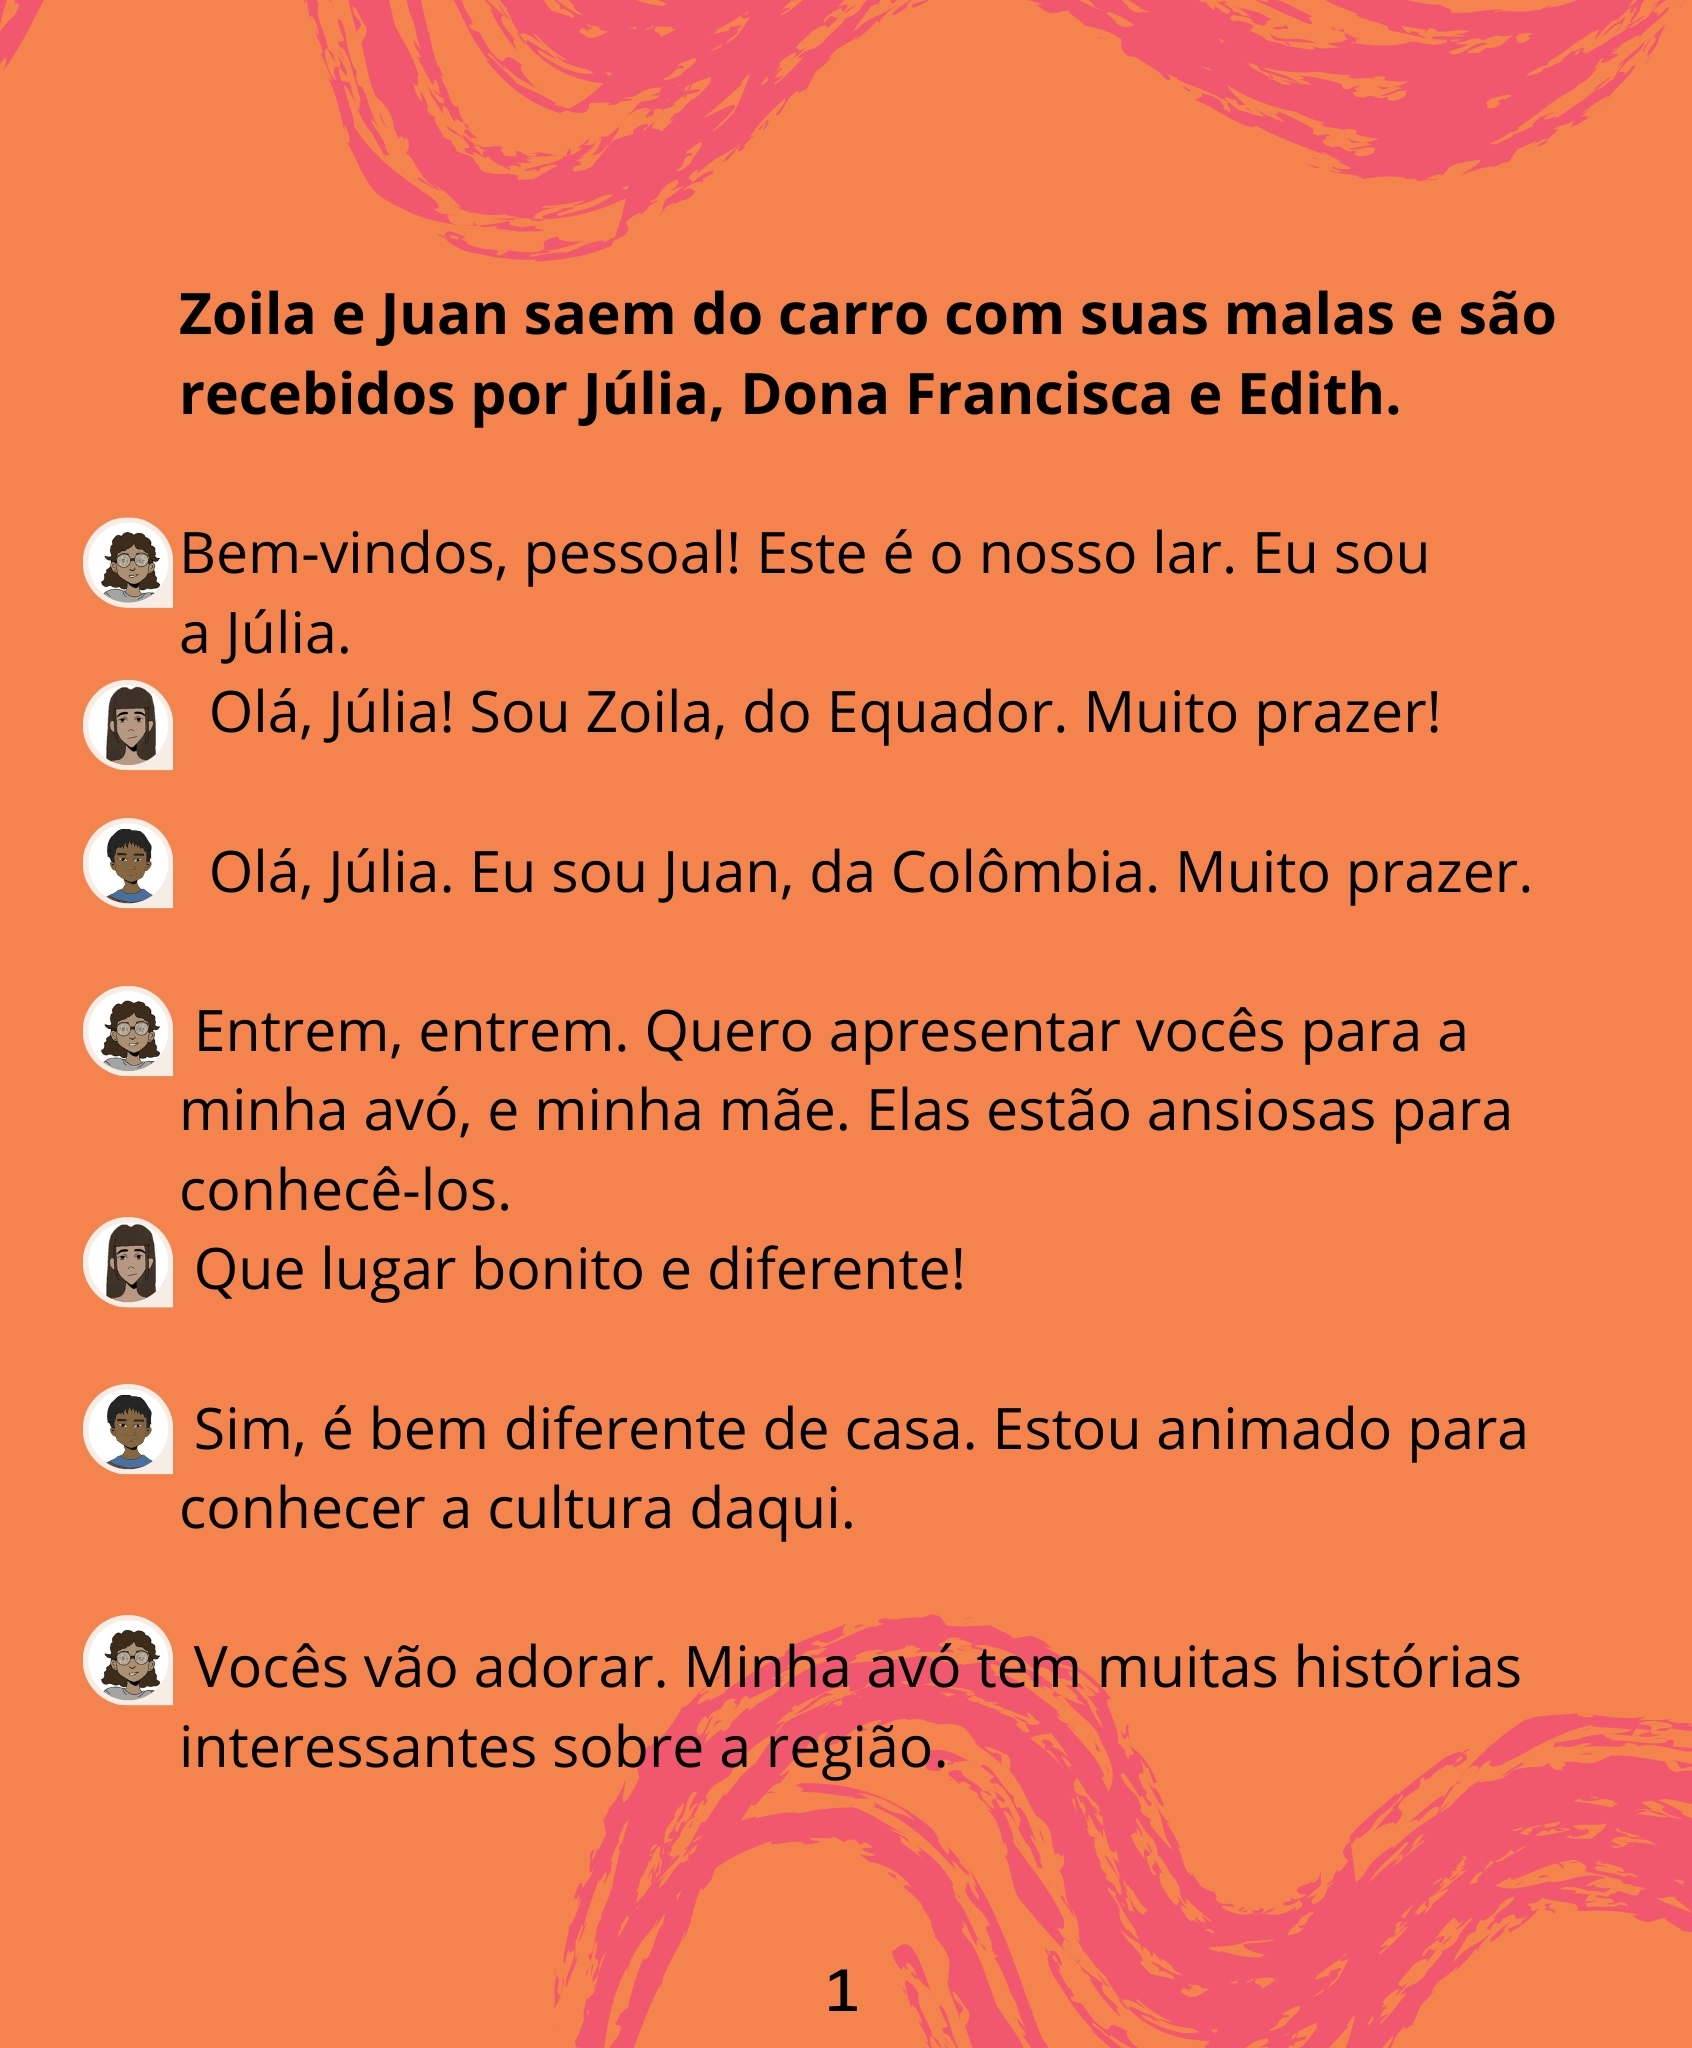 Zoila e Juan saem do carro com suas malas e são
recebidos por Júlia, Dona Francisca e Edith.
Bem-vindos, pessoal! Este é o nosso lar. Eu sou
a Júlia.
Olá, Júlia! Sou Zoila, do Equador. Muito prazer!
Olá, Júlia. Eu sou Juan, da Colômbia. Muito prazer.
Entrem, entrem. Quero apresentar vocês para a
minha avó, e minha mãe. Elas estão ansiosas para
conhecê-los.
Que lugar bonito e diferente!
Sim, é bem diferente de casa. Estou animado para
conhecer a cultura daqui.
Vocês vão adorar. Minha avó tem muitas histórias
interessantes sobre a região.
1